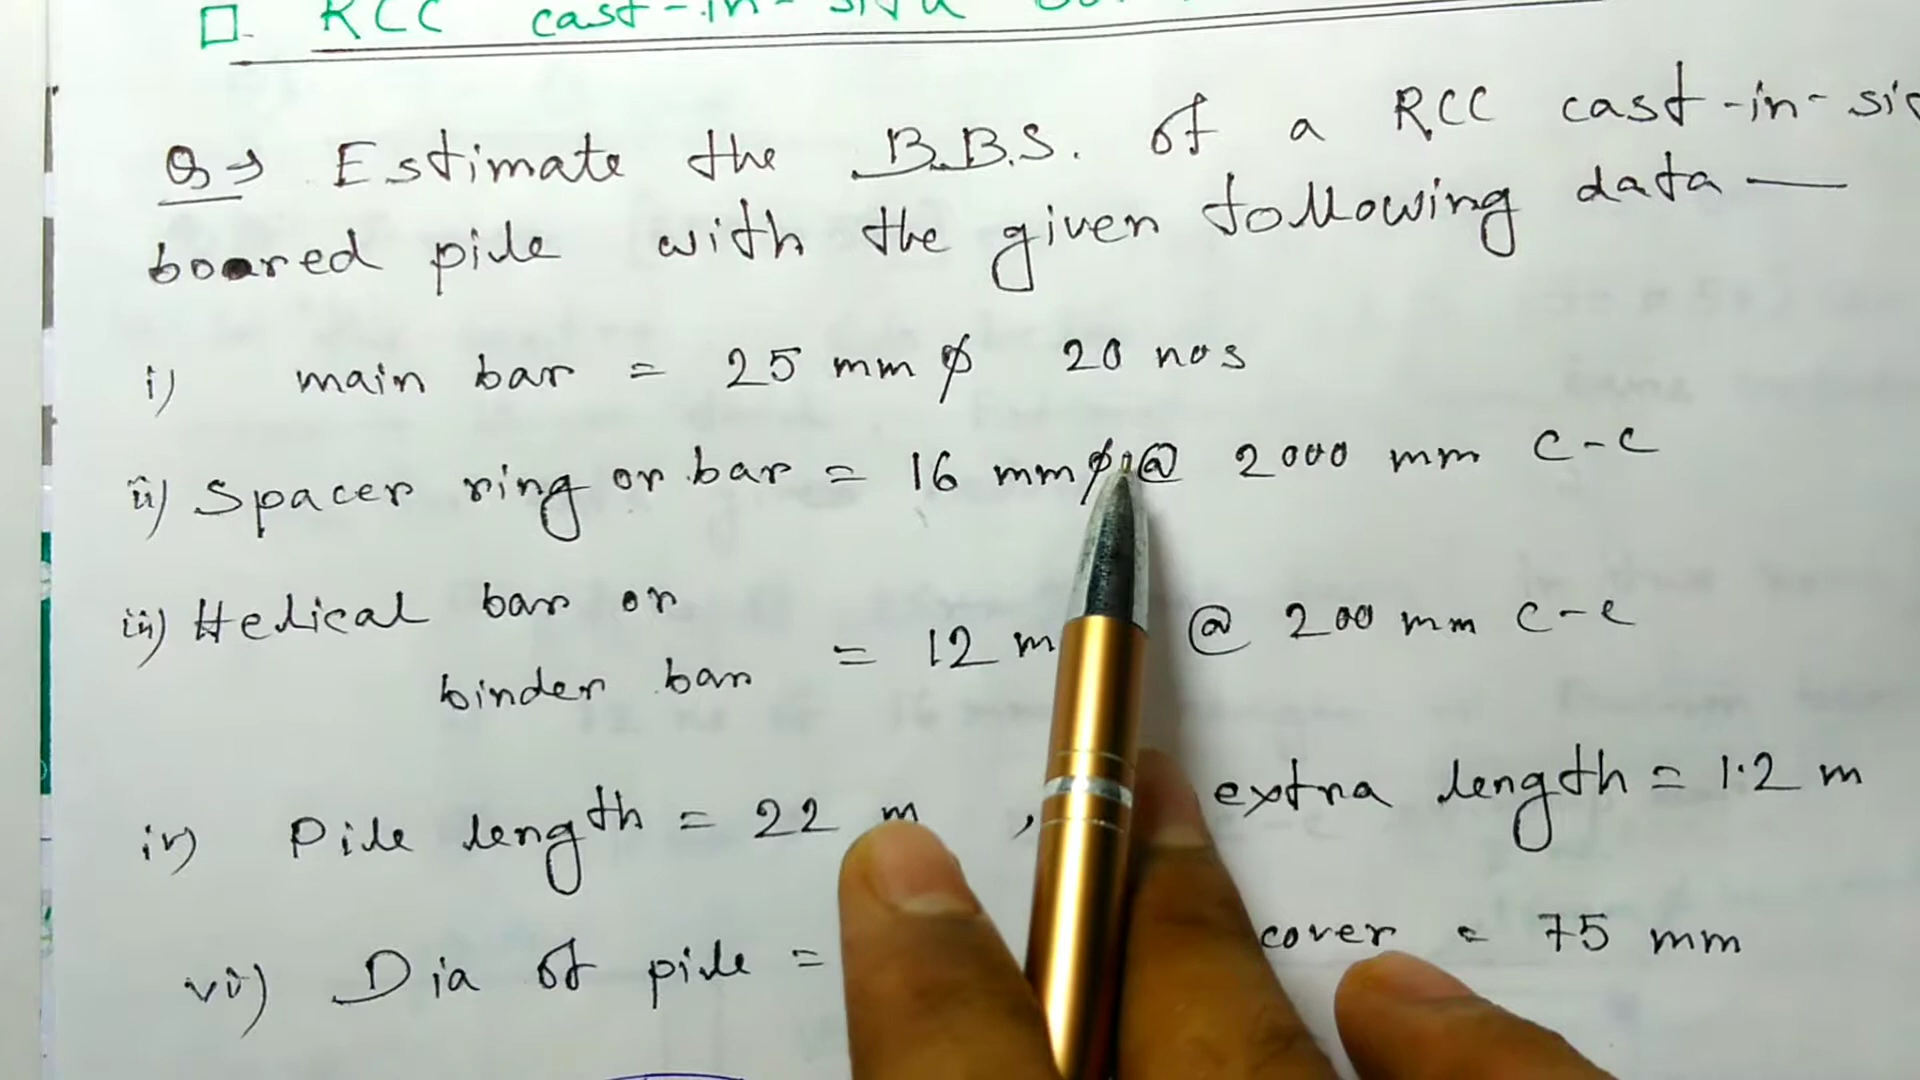 □. RCC cast-in-situ
Q → Estimate the B.B.S. of a RCC cast-in-sit
boared pile with the given following data —
i) main bar = 25 mm ϕ 20 nos
ii) Spacer ring or bar = 16 mm ϕ @ 2000 mm c-c
iii) Helical bar or
binder bar = 12 m @ 200 mm c-c
iv) Pile length = 22 m , extra length = 1.2 m
vi) Dia of pile = cover = 75 mm